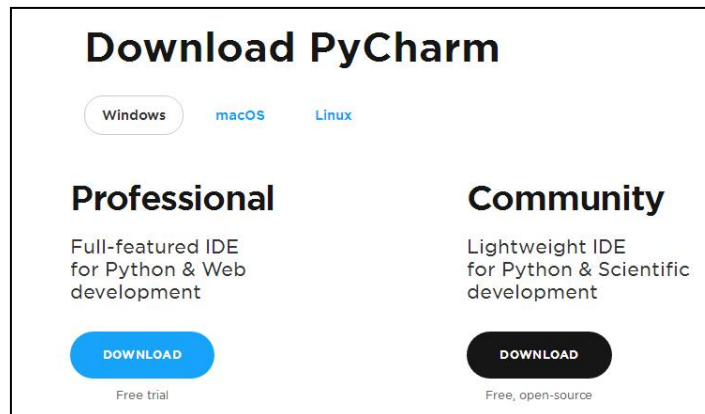 Download PyCharm
Windows macOS Linux
Professional
Full-featured IDE
for Python & Web
development
DOWNLOAD
Free trial
Community
Lightweight IDE
for Python & Scientific
development
DOWNLOAD
Free, open-source